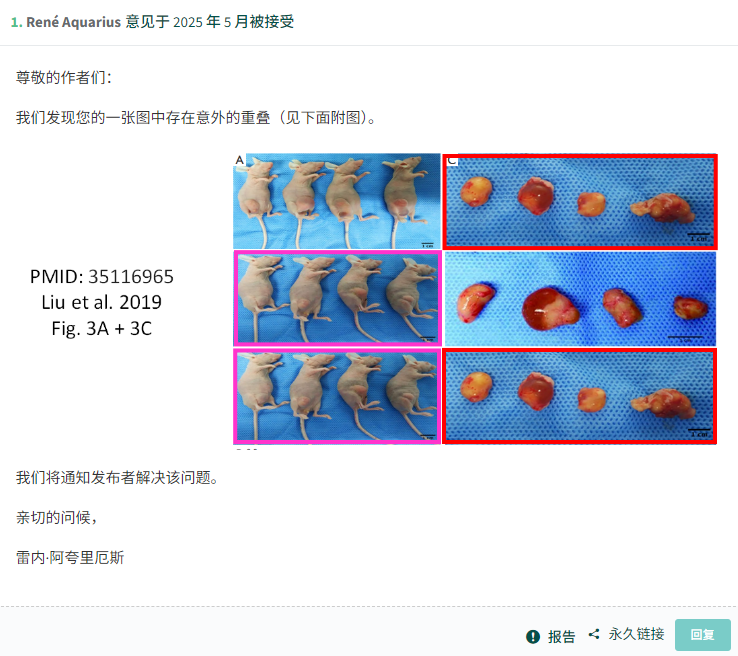 1. René Aquarius 意见于 2025 年 5 月被接受
尊敬的作者们：
我们发现您的一张图中存在意外的重叠（见下面附图）。
A
C
PMID: 35116965
Liu et al. 2019
Fig. 3A + 3C
1 cm
1 cm
我们将通知发布者解决该问题。
亲切的问候，
雷内·阿夸里厄斯
报告
永久链接
回复